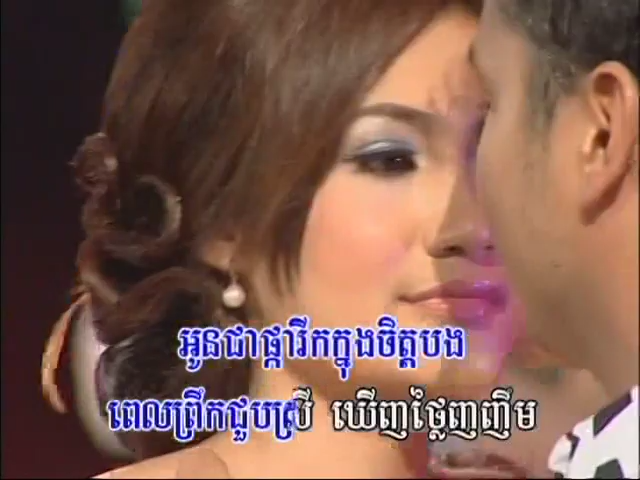 អូនជាផ្ការីកក្នុងចិត្តបង
ពេលព្រឹកជួបស្រី ឃើញថ្លៃញញឹម